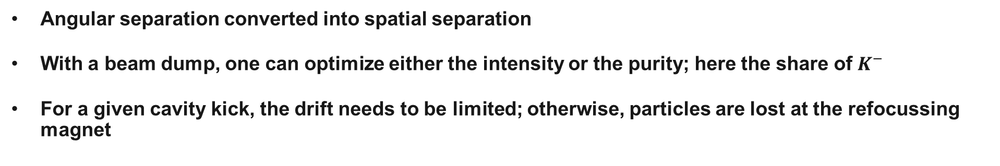 • Angular separation converted into spatial separation
• With a beam dump, one can optimize either the intensity or the purity; here the share of K⁻
• For a given cavity kick, the drift needs to be limited; otherwise, particles are lost at the refocussing
magnet